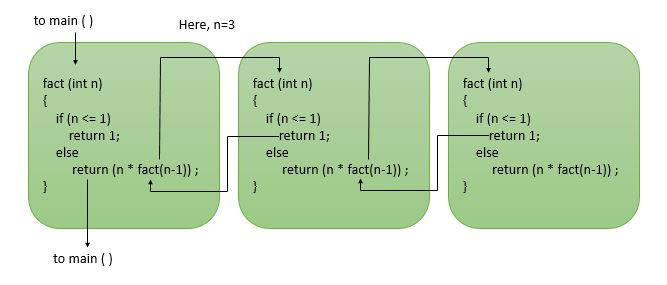 to main ( )
Here, n=3
fact (int n)
{
if (n <= 1)
return 1;
else
return (n * fact(n-1)) ;
}
fact (int n)
{
if (n <= 1)
return 1;
else
return (n * fact(n-1)) ;
}
fact (int n)
{
if (n <= 1)
return 1;
else
return (n * fact(n-1)) ;
}
to main ( )